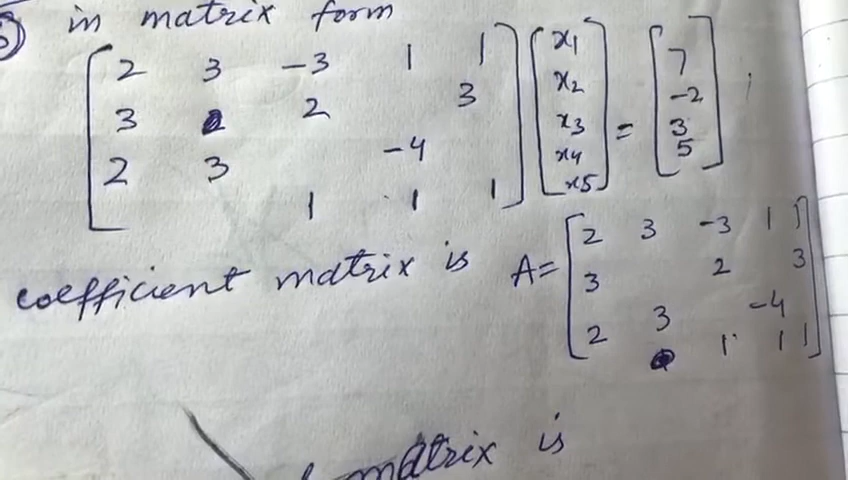 in matrix form
2 3 -3 1 1 x1 7
3 2 3 x2 -2
2 3 -4 x3 = 3
1 1 1 x4 5
x5
coefficient matrix is A = 2 3 -3 1 1
3 2 3
2 3 -4
1 1 1
matrix is